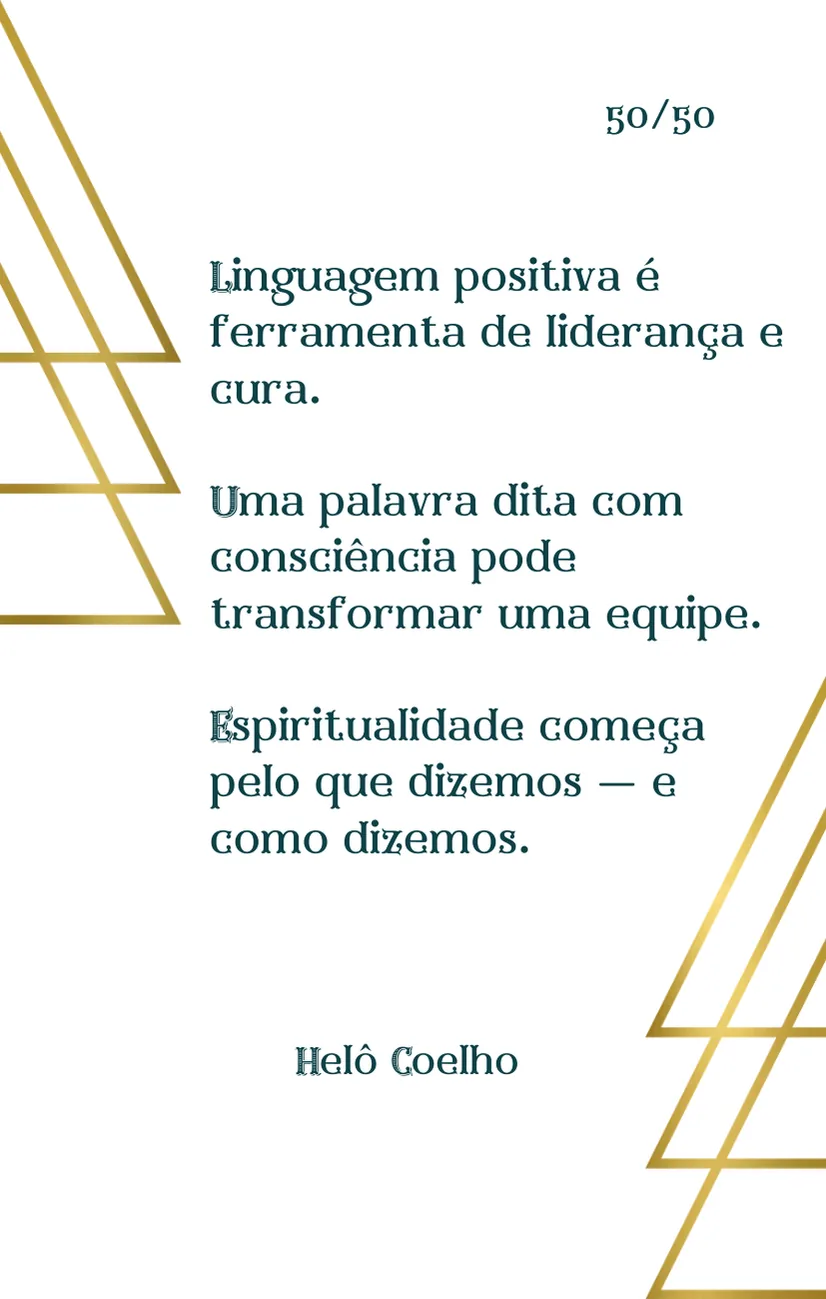 50/50
Linguagem positiva é
ferramenta de liderança e
cura.
Uma palavra dita com
consciência pode
transformar uma equipe.
Espiritualidade começa
pelo que dizemos — e
como dizemos.
Helô Coelho